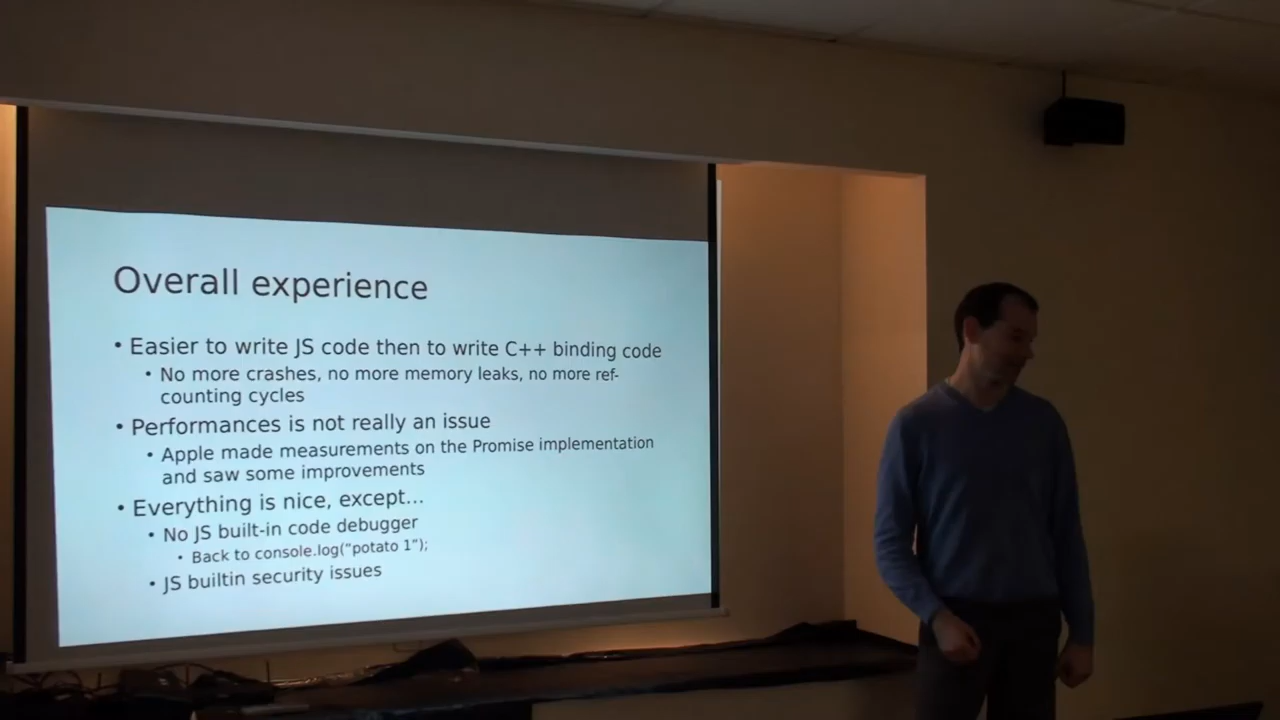 Overall experience
• Easier to write JS code then to write C++ binding code
• No more crashes, no more memory leaks, no more ref-
counting cycles
• Performances is not really an issue
• Apple made measurements on the Promise implementation
and saw some improvements
• Everything is nice, except...
• No JS built-in code debugger
• Back to console.log(“potato 1”);
• JS builtin security issues